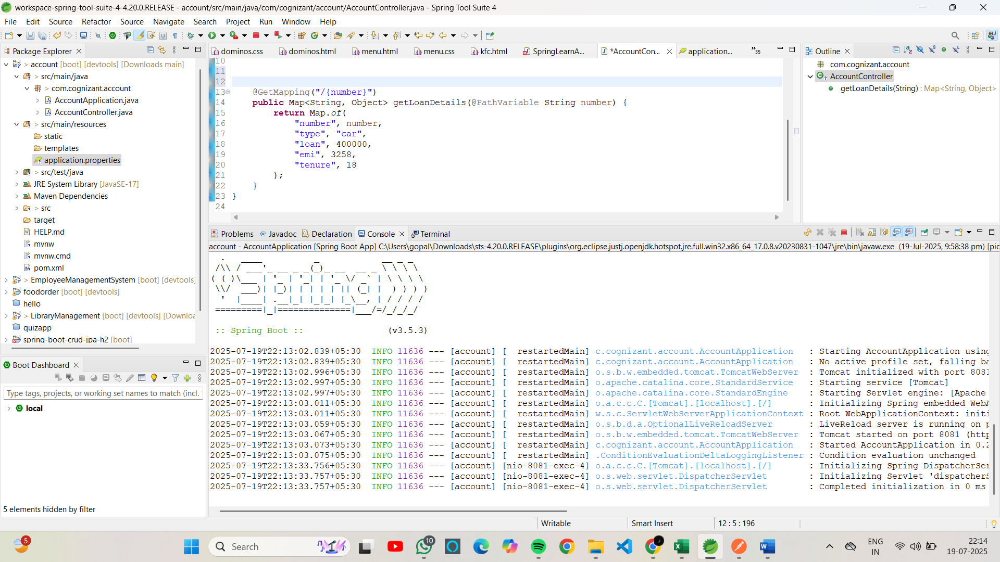 workspace-spring-tool-suite-4-4.20.0.RELEASE - account/src/main/java/com/cognizant/account/AccountController.java - Spring Tool Suite 4
File Edit Source Refactor Source Navigate Search Project Run Window Help
Package Explorer
account [boot] [devtools] [Downloads main]
src/main/java
com.cognizant.account
AccountApplication.java
AccountController.java
src/main/resources
static
templates
application.properties
src/test/java
JRE System Library [JavaSE-17]
Maven Dependencies
src
target
HELP.md
mvnw
mvnw.cmd
pom.xml
EmployeeManagementSystem [boot] [devtools]
foodorder [boot] [devtools]
hello
LibraryManagement [boot] [devtools] [Downloa
quizapp
spring-boot-crud-jpa-h2 [boot]
Boot Dashboard
Type tags, projects, or working set names to match (incl.
local
5 elements hidden by filter
dominos.css dominos.html menu.html menu.css kfc.html SpringLearnA... *AccountCon... application... »35
10
11
12
13 @GetMapping("/{number}")
14 public Map<String, Object> getLoanDetails(@PathVariable String number) {
15 return Map.of(
16 "number", number,
17 "type", "car",
18 "loan", 400000,
19 "emi", 3258,
20 "tenure", 18
21 );
22 }
23 }
24
Outline
com.cognizant.account
AccountController
getLoanDetails(String) : Map<String, Object>
Problems Javadoc Declaration Console Terminal
account - AccountApplication [Spring Boot App] C:\Users\gopal\Downloads\sts-4.20.0.RELEASE\plugins\org.eclipse.justj.openjdk.hotspot.jre.full.win32.x86_64_17.0.8.v20230831-1047\jre\bin\javaw.exe (19-Jul-2025, 9:58:38 pm) [pic
:: Spring Boot :: (v3.5.3)
2025-07-19T22:13:02.839+05:30 INFO 11636 --- [account] [ restartedMain] c.cognizant.account.AccountApplication : Starting AccountApplication using
2025-07-19T22:13:02.839+05:30 INFO 11636 --- [account] [ restartedMain] c.cognizant.account.AccountApplication : No active profile set, falling ba
2025-07-19T22:13:02.996+05:30 INFO 11636 --- [account] [ restartedMain] o.s.b.w.embedded.tomcat.TomcatWebServer : Tomcat initialized with port 8081
2025-07-19T22:13:02.997+05:30 INFO 11636 --- [account] [ restartedMain] o.apache.catalina.core.StandardService : Starting service [Tomcat]
2025-07-19T22:13:02.997+05:30 INFO 11636 --- [account] [ restartedMain] o.apache.catalina.core.StandardEngine : Starting Servlet engine: [Apache
2025-07-19T22:13:03.011+05:30 INFO 11636 --- [account] [ restartedMain] o.a.c.c.C.[Tomcat].[localhost].[/] : Initializing Spring embedded WebA
2025-07-19T22:13:03.011+05:30 INFO 11636 --- [account] [ restartedMain] w.s.c.ServletWebServerApplicationContext : Root WebApplicationContext: initi
2025-07-19T22:13:03.059+05:30 INFO 11636 --- [account] [ restartedMain] o.s.b.d.a.OptionalLiveReloadServer : LiveReload server is running on p
2025-07-19T22:13:03.067+05:30 INFO 11636 --- [account] [ restartedMain] o.s.b.w.embedded.tomcat.TomcatWebServer : Tomcat started on port 8081 (http
2025-07-19T22:13:03.073+05:30 INFO 11636 --- [account] [ restartedMain] c.cognizant.account.AccountApplication : Started AccountApplication in 0.2
2025-07-19T22:13:03.075+05:30 INFO 11636 --- [account] [ restartedMain] .ConditionEvaluationDeltaLoggingListener : Condition evaluation unchanged
2025-07-19T22:13:33.756+05:30 INFO 11636 --- [account] [nio-8081-exec-4] o.a.c.c.C.[Tomcat].[localhost].[/] : Initializing Spring DispatcherSer
2025-07-19T22:13:33.757+05:30 INFO 11636 --- [account] [nio-8081-exec-4] o.s.web.servlet.DispatcherServlet : Initializing Servlet 'dispatcherS
2025-07-19T22:13:33.757+05:30 INFO 11636 --- [account] [nio-8081-exec-4] o.s.web.servlet.DispatcherServlet : Completed initialization in 0 ms
Writable Smart Insert 12 : 5 : 196
5
Search
10
ENG
IN
22:14
19-07-2025